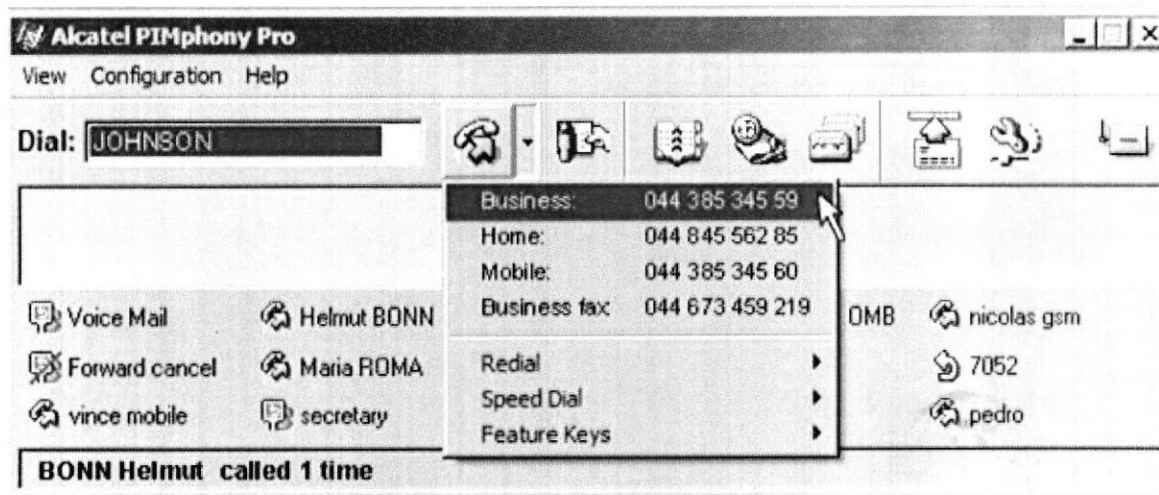 Alcatel PIMphony Pro
View Configuration Help
Dial: JOHNSON
Business: 044 385 345 59
Home: 044 845 562 85
Mobile: 044 385 345 60
Business fax: 044 673 459 219
Redial
Speed Dial
Feature Keys
Voice Mail Helmut BONN OMB nicolas gsm
Forward cancel Maria ROMA 7052
vince mobile secretary pedro
BONN Helmut called 1 time